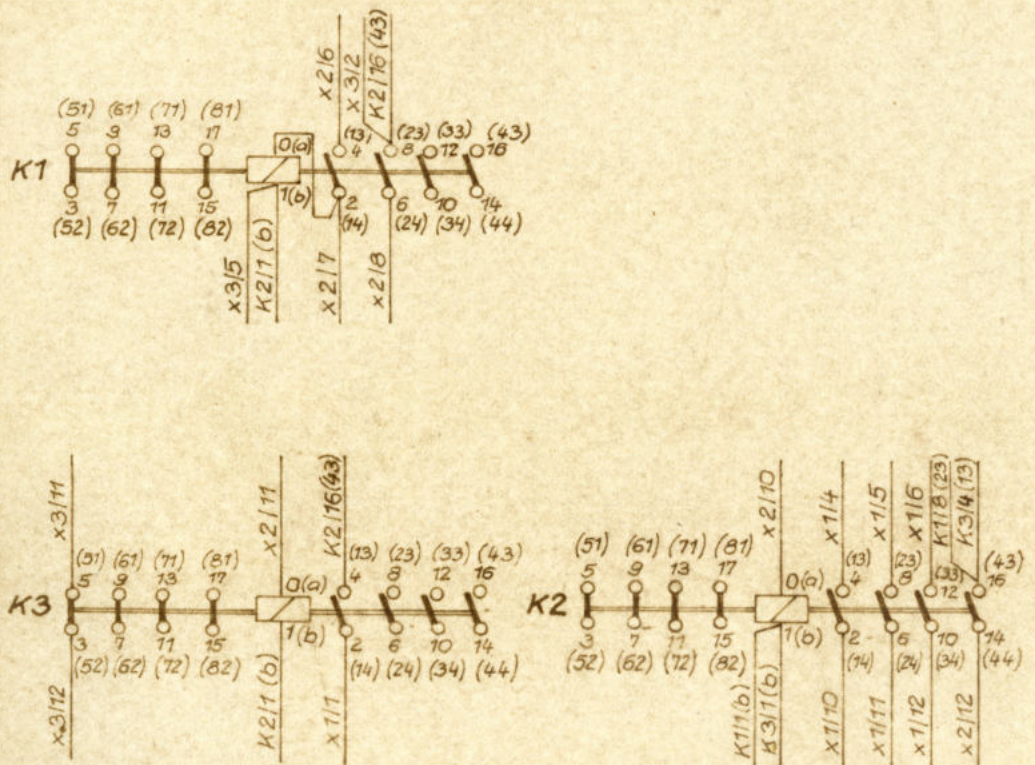 x2/6
x3/2
K2/16(43)
(51) (61) (71) (81)
5 9 13 17
0(a)
(13) (23) (33) (43)
4 8 12 16
K1
1(b)
3 7 11 15
2 6 10 14
(52) (62) (72) (82)
(14) (24) (34) (44)
x3/5
K2/1(b)
x2/7
x2/8
x3/11
x2/11
K2/16(43)
(51) (61) (71) (81)
5 9 13 17
0(a)
(13) (23) (33) (43)
4 8 12 16
K3
1(b)
3 7 11 15
2 6 10 14
(52) (62) (72) (82)
(14) (24) (34) (44)
x3/12
K2/1(b)
x1/1
x2/10
x1/4
x1/5
x1/6
K1/8(23)
K3/4(13)
(51) (61) (71) (81)
5 9 13 17
0(a)
(13) (23) (33) (43)
4 8 12 16
K2
1(b)
3 7 11 15
2 6 10 14
(52) (62) (72) (82)
(14) (24) (34) (44)
K1/1(b)
K3/1(b)
x1/10
x1/11
x1/12
x2/12